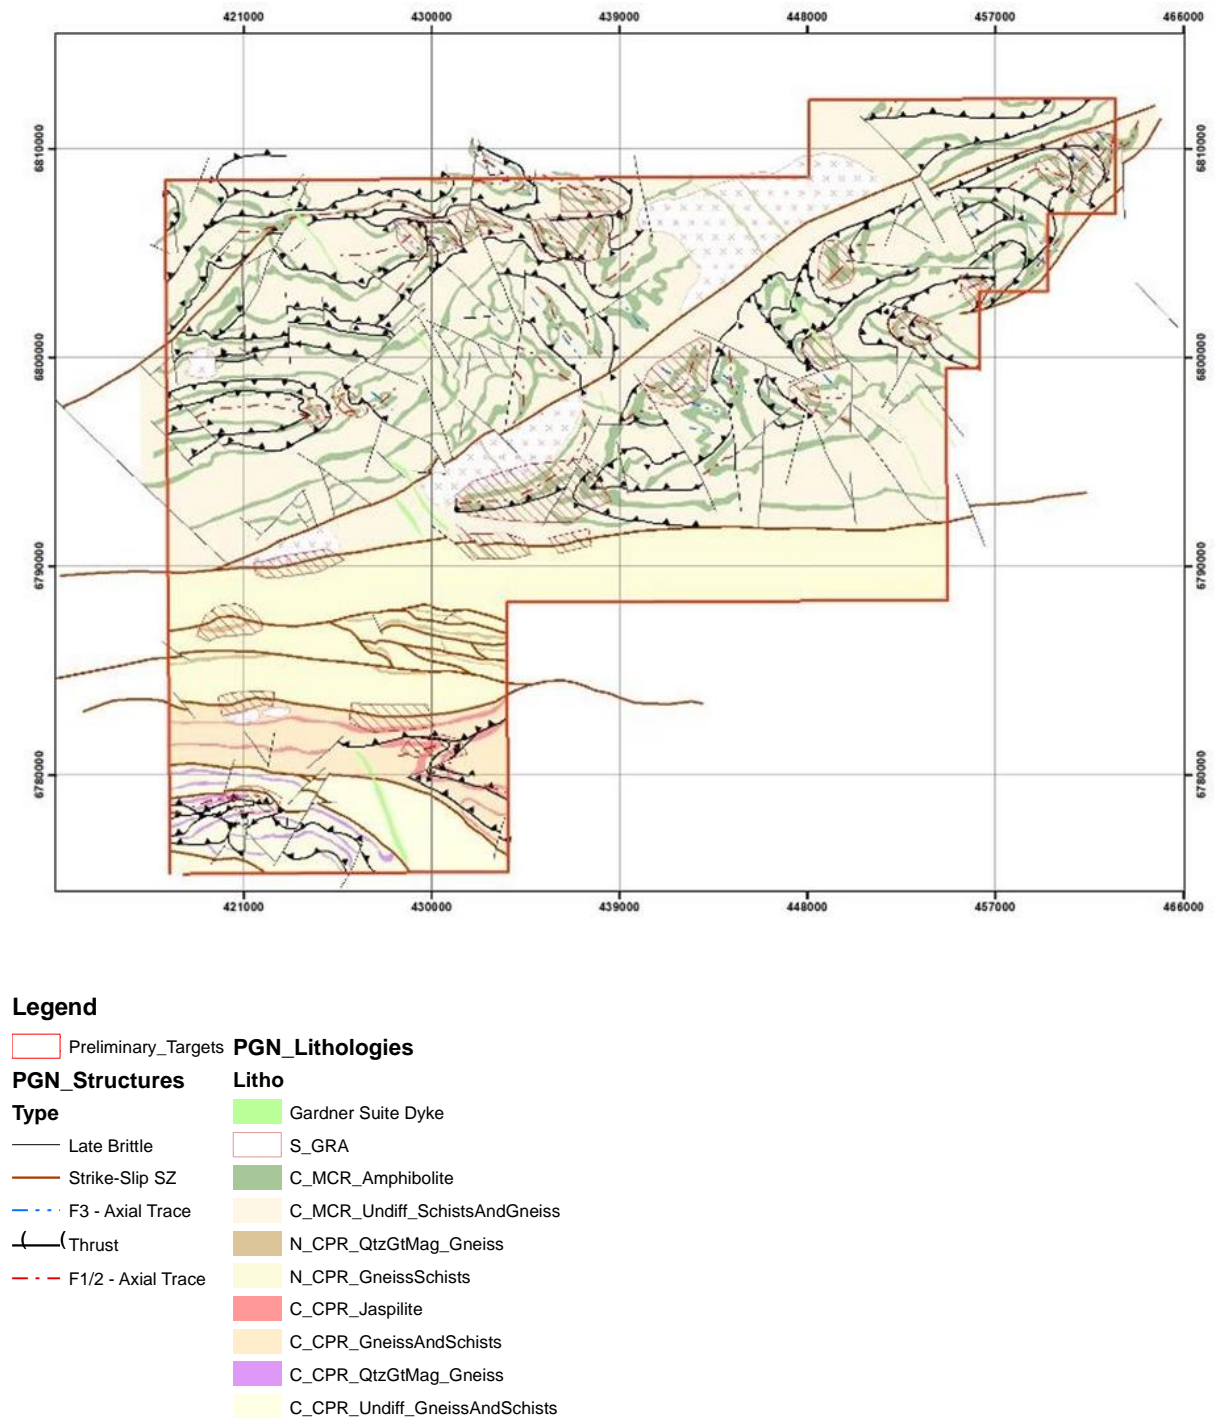 421000 430000 439000 448000 457000 466000
6810000 6810000
6800000 6800000
6790000 6790000
6780000 6780000
421000 430000 439000 448000 457000 466000
Legend
Preliminary_Targets
PGN_Structures
Type
Late Brittle
Strike-Slip SZ
F3 - Axial Trace
Thrust
F1/2 - Axial Trace
PGN_Lithologies
Litho
Gardner Suite Dyke
S_GRA
C_MCR_Amphibolite
C_MCR_Undiff_SchistsAndGneiss
N_CPR_QtzGtMag_Gneiss
N_CPR_GneissSchists
C_CPR_Jaspilite
C_CPR_GneissAndSchists
C_CPR_QtzGtMag_Gneiss
C_CPR_Undiff_GneissAndSchists